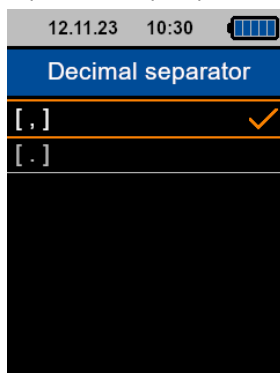 12.11.23 10:30
Decimal separator
[ , ]
[ . ]